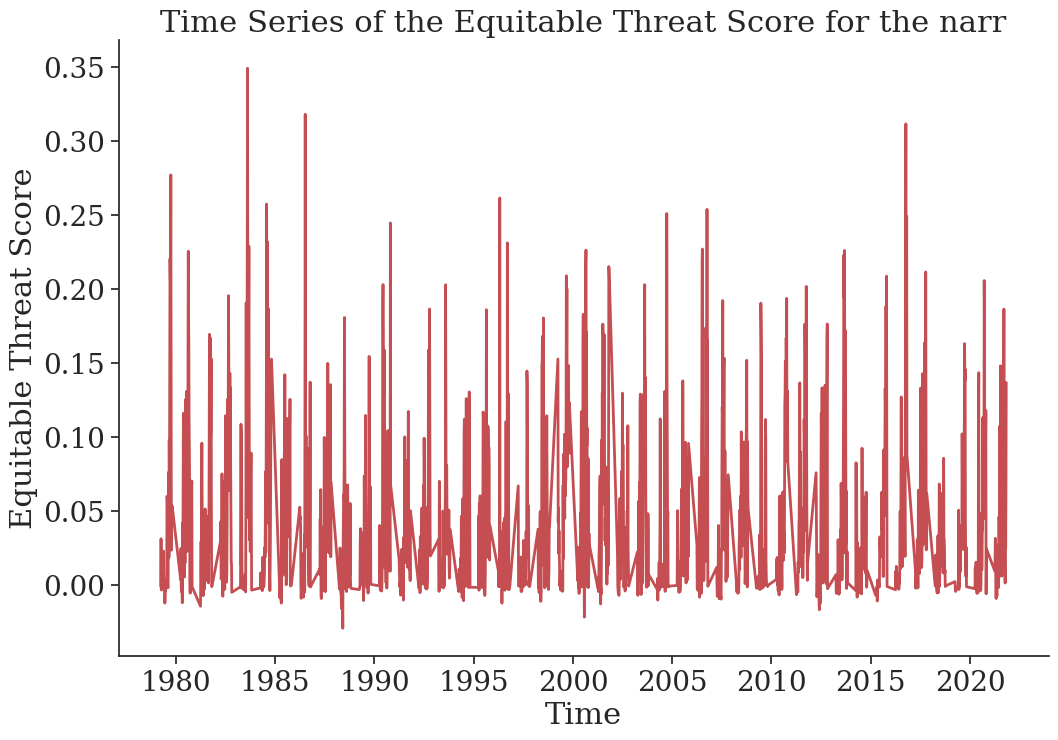 Time Series of the Equitable Threat Score for the narr
Equitable Threat Score
0.35
0.30
0.25
0.20
0.15
0.10
0.05
0.00
1980 1985 1990 1995 2000 2005 2010 2015 2020
Time